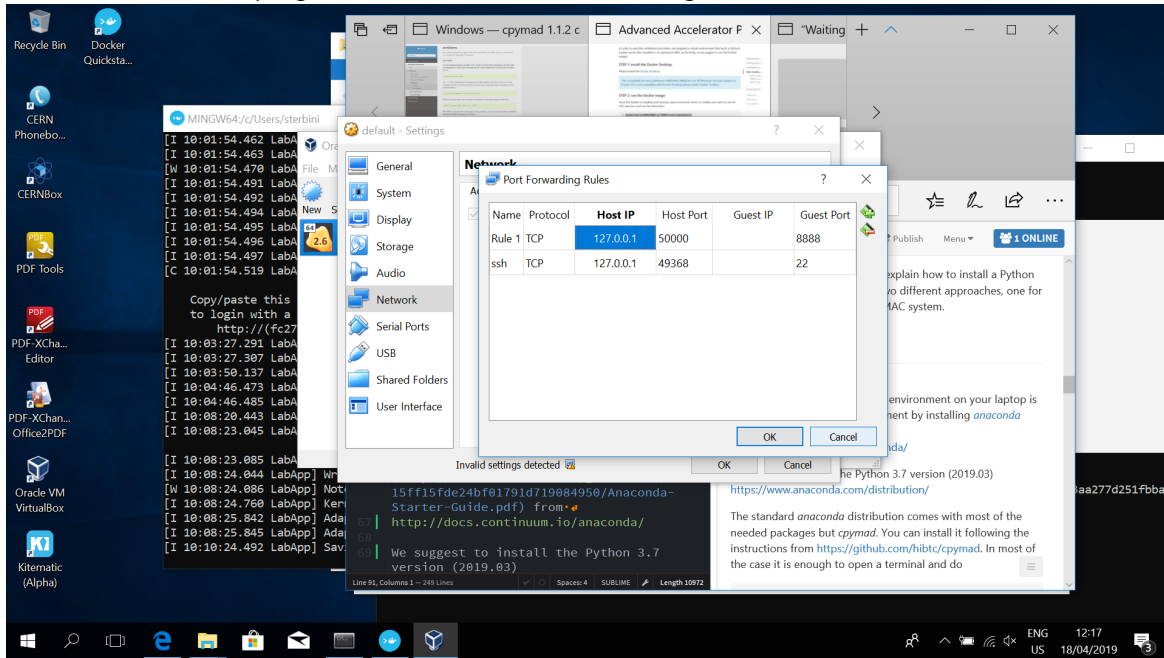 Recycle Bin
Docker Quicksta...
CERN Phonebo...
CERNBox
PDF Tools
PDF-XCha... Editor
PDF-XChan... Office2PDF
Oracle VM VirtualBox
Kitematic (Alpha)
Windows — cpymad 1.1.2 c
Advanced Accelerator P
"Waiting
STEP 1: install the Docker Desktop
STEP 2: run the Docker image
MINGW64:/c/Users/sterbini
[I 10:01:54.462 LabA
[I 10:01:54.463 LabA
[W 10:01:54.470 LabA
[I 10:01:54.491 LabA
[I 10:01:54.492 LabA
[I 10:01:54.494 LabA
[I 10:01:54.495 LabA
[I 10:01:54.496 LabA
[I 10:01:54.497 LabA
[C 10:01:54.519 LabA
Copy/paste this
to login with a
http://(fc27
[I 10:03:27.291 LabA
[I 10:03:27.307 LabA
[I 10:03:50.137 LabA
[I 10:04:46.473 LabA
[I 10:04:46.485 LabA
[I 10:08:20.443 LabA
[I 10:08:23.045 LabA
[I 10:08:23.085 LabA
[I 10:08:24.044 LabApp] Wr
[W 10:08:24.086 LabApp] Not
[I 10:08:24.760 LabApp] Ker
[I 10:08:25.842 LabApp] Ada
[I 10:08:25.845 LabApp] Ada
[I 10:10:24.492 LabApp] Sav
Ora
File M
New S
64
2.6
default - Settings
General
System
Display
Storage
Audio
Network
Serial Ports
USB
Shared Folders
User Interface
Network
Port Forwarding Rules
Name Protocol Host IP Host Port Guest IP Guest Port
Rule 1 TCP 127.0.0.1 50000 8888
ssh TCP 127.0.0.1 49368 22
OK Cancel
Invalid settings detected
OK Cancel
Publish Menu 1 ONLINE
explain how to install a Python
wo different approaches, one for
MAC system.
environment on your laptop is
ment by installing anaconda
nda/
he Python 3.7 version (2019.03)
https://www.anaconda.com/distribution/
The standard anaconda distribution comes with most of the
needed packages but cpymad. You can install it following the
instructions from https://github.com/hibtc/cpymad. In most of
the case it is enough to open a terminal and do
15ff15fde24bf01791d719084950/Anaconda-
Starter-Guide.pdf) from
67 http://docs.continuum.io/anaconda/
68
69 We suggest to install the Python 3.7
version (2019.03)
Line 91, Columns 1 — 249 Lines Spaces: 4 SUBLIME Length 10972
aa277d251fbba
ENG
US
12:17
18/04/2019
3